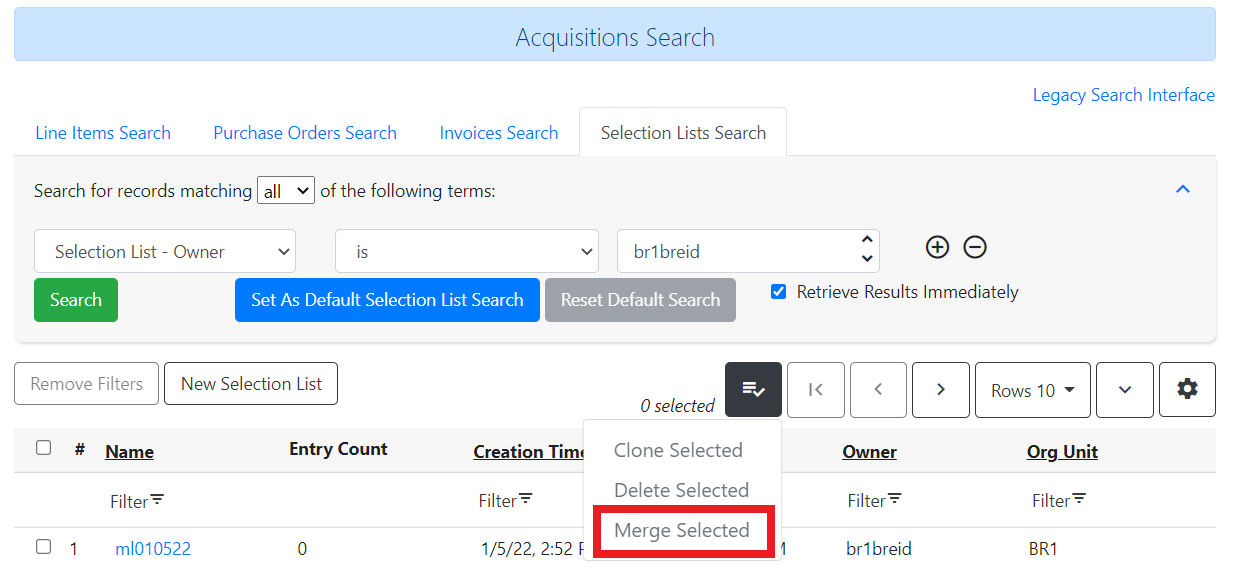 Acquisitions Search
Legacy Search Interface
Line Items Search Purchase Orders Search Invoices Search Selection Lists Search
Search for records matching all of the following terms:
Selection List - Owner is br1breid
Search Set As Default Selection List Search Reset Default Search Retrieve Results Immediately
Remove Filters New Selection List 0 selected Rows 10
Clone Selected
Delete Selected
Merge Selected
# Name Entry Count Creation Time Owner Org Unit
Filter Filter Filter Filter
1 ml010522 0 1/5/22, 2:52 br1breid BR1